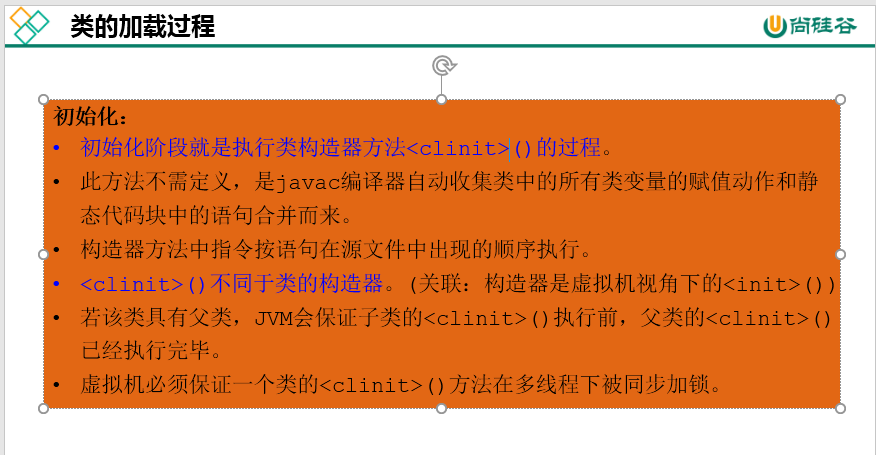 类的加载过程
尚硅谷
初始化：
• 初始化阶段就是执行类构造器方法<clinit>()的过程。
• 此方法不需定义，是javac编译器自动收集类中的所有类变量的赋值动作和静
态代码块中的语句合并而来。
• 构造器方法中指令按语句在源文件中出现的顺序执行。
• <clinit>()不同于类的构造器。(关联：构造器是虚拟机视角下的<init>())
• 若该类具有父类，JVM会保证子类的<clinit>()执行前，父类的<clinit>()
已经执行完毕。
• 虚拟机必须保证一个类的<clinit>()方法在多线程下被同步加锁。